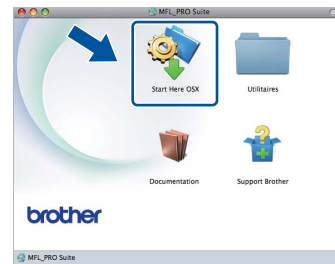 MFL_PRO Suite
Start Here OSX
Utilitaires
Documentation
Support Brother
brother
MFL_PRO Suite